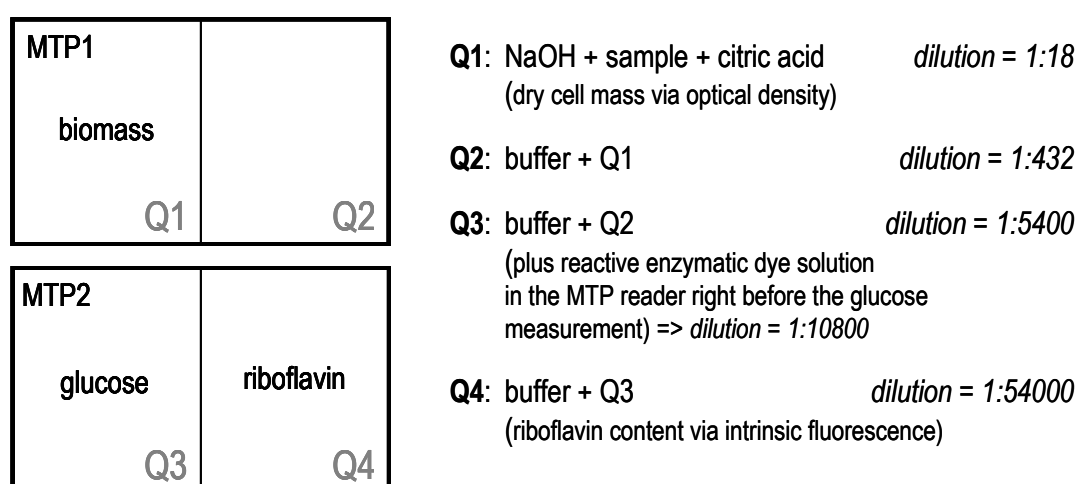 MTP1
biomass
Q1
Q2
MTP2
glucose
riboflavin
Q3
Q4
Q1: NaOH + sample + citric acid dilution = 1:18
(dry cell mass via optical density)
Q2: buffer + Q1 dilution = 1:432
Q3: buffer + Q2 dilution = 1:5400
(plus reactive enzymatic dye solution
in the MTP reader right before the glucose
measurement) => dilution = 1:10800
Q4: buffer + Q3 dilution = 1:54000
(riboflavin content via intrinsic fluorescence)